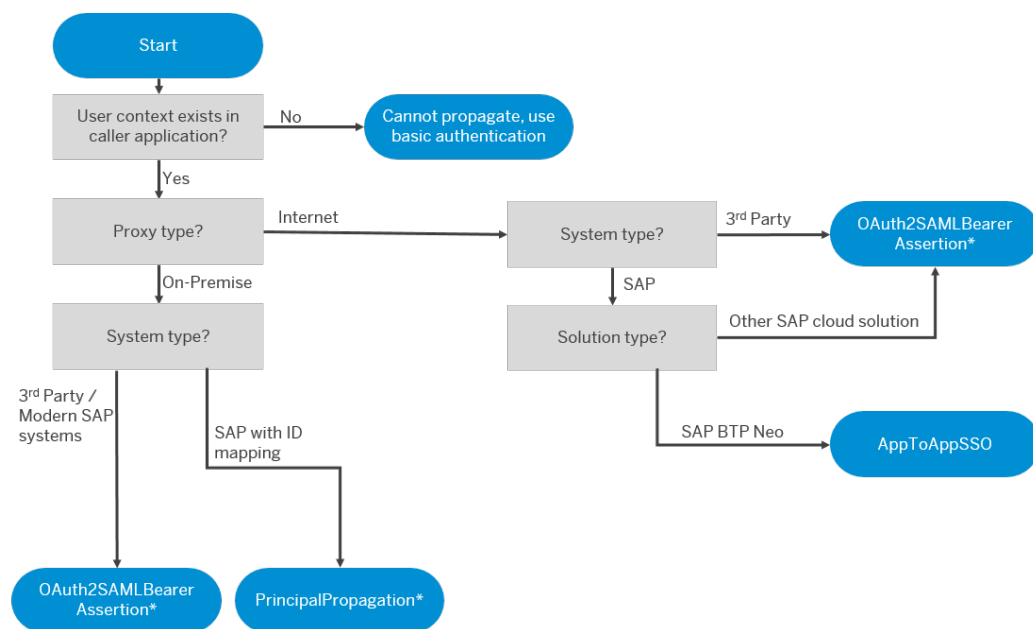 Start
User context exists in
caller application?
No
Cannot propagate, use
basic authentication
Yes
Proxy type?
Internet
System type?
3rd Party
OAuth2SAMLBearer
Assertion*
On-Premise
SAP
System type?
Solution type?
Other SAP cloud solution
3rd Party /
Modern SAP
systems
SAP with ID
mapping
SAP BTP Neo
AppToAppSSO
OAuth2SAMLBearer
Assertion*
PrincipalPropagation*